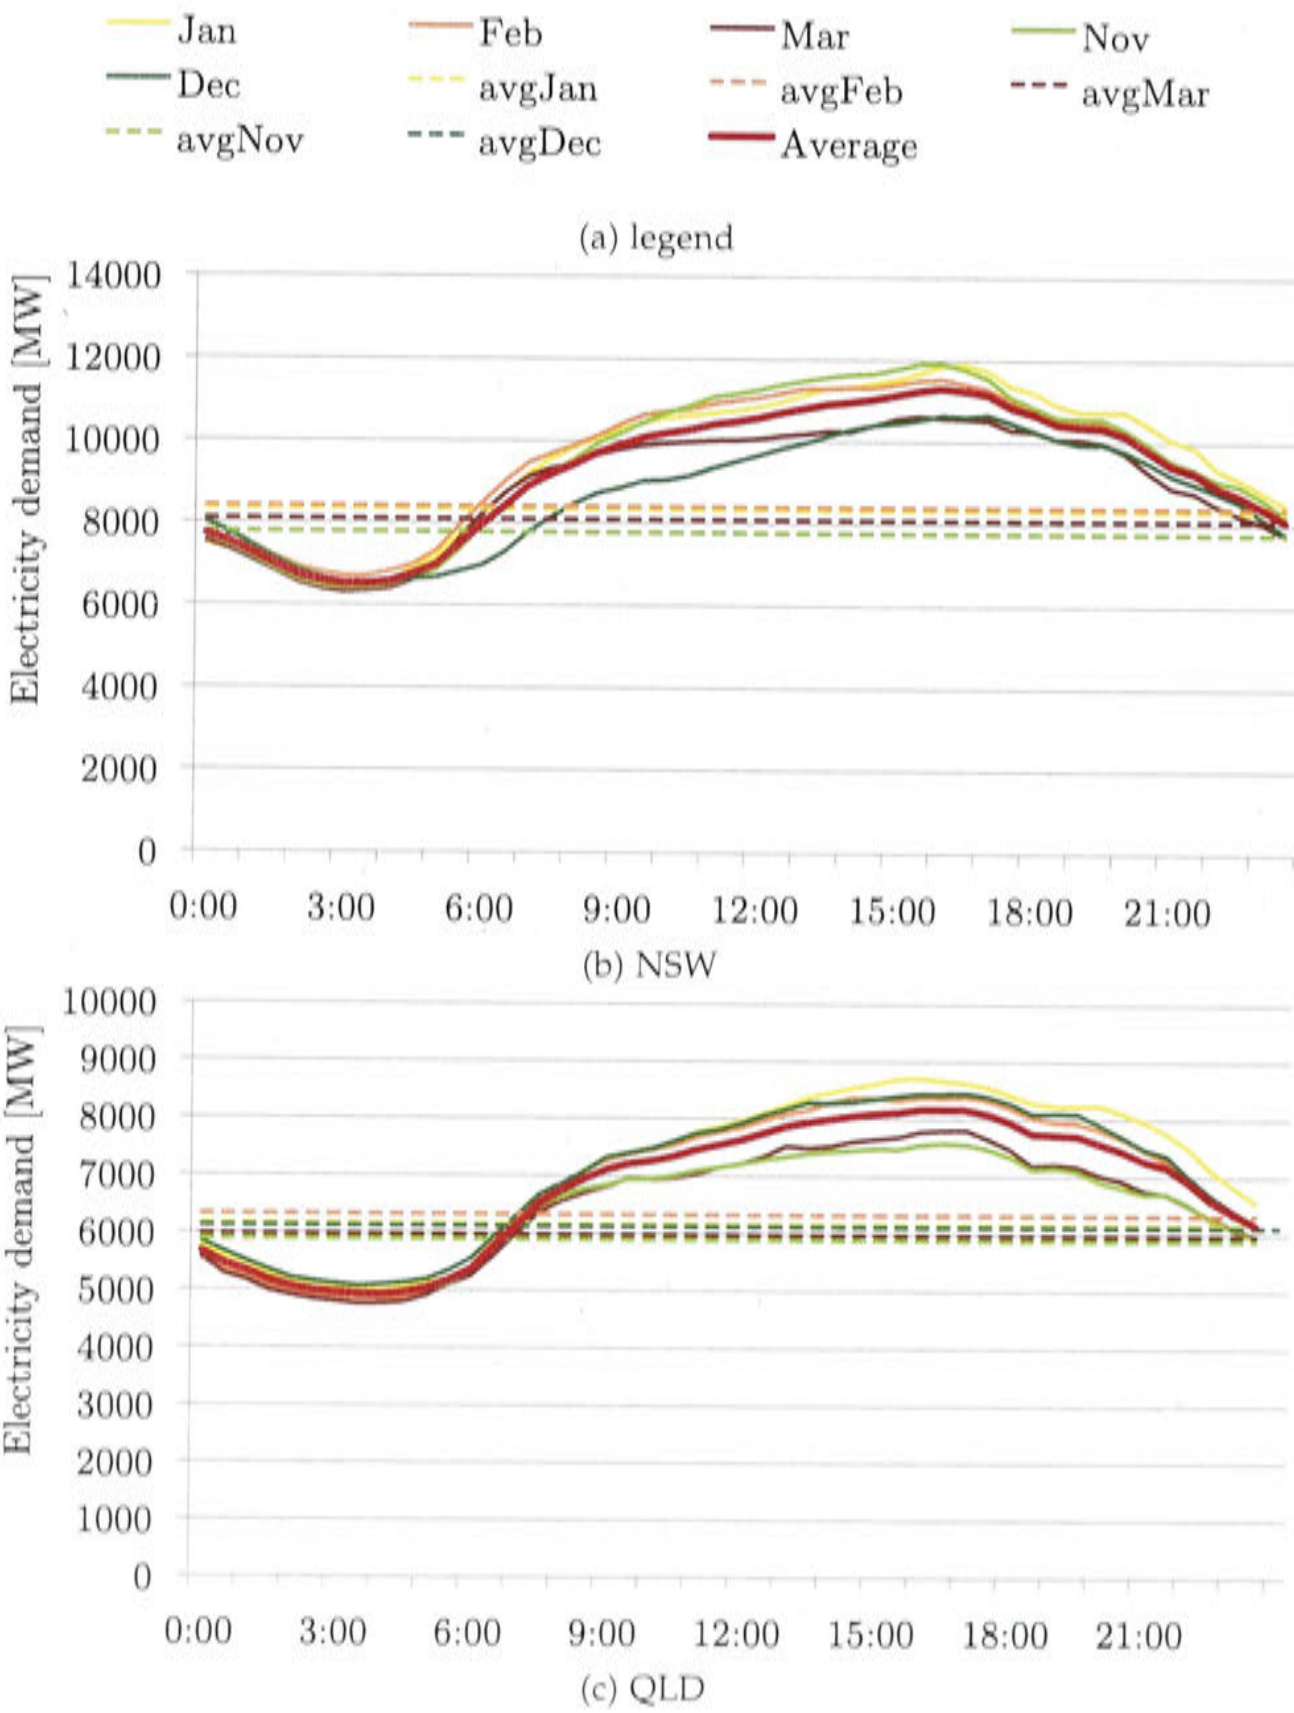 Jan Feb Mar Nov
Dec avgJan avgFeb avgMar
avgNov avgDec Average
(a) legend
Electricity demand [MW]
14000
12000
10000
8000
6000
4000
2000
0
0:00 3:00 6:00 9:00 12:00 15:00 18:00 21:00
(b) NSW
Electricity demand [MW]
10000
9000
8000
7000
6000
5000
4000
3000
2000
1000
0
0:00 3:00 6:00 9:00 12:00 15:00 18:00 21:00
(c) QLD